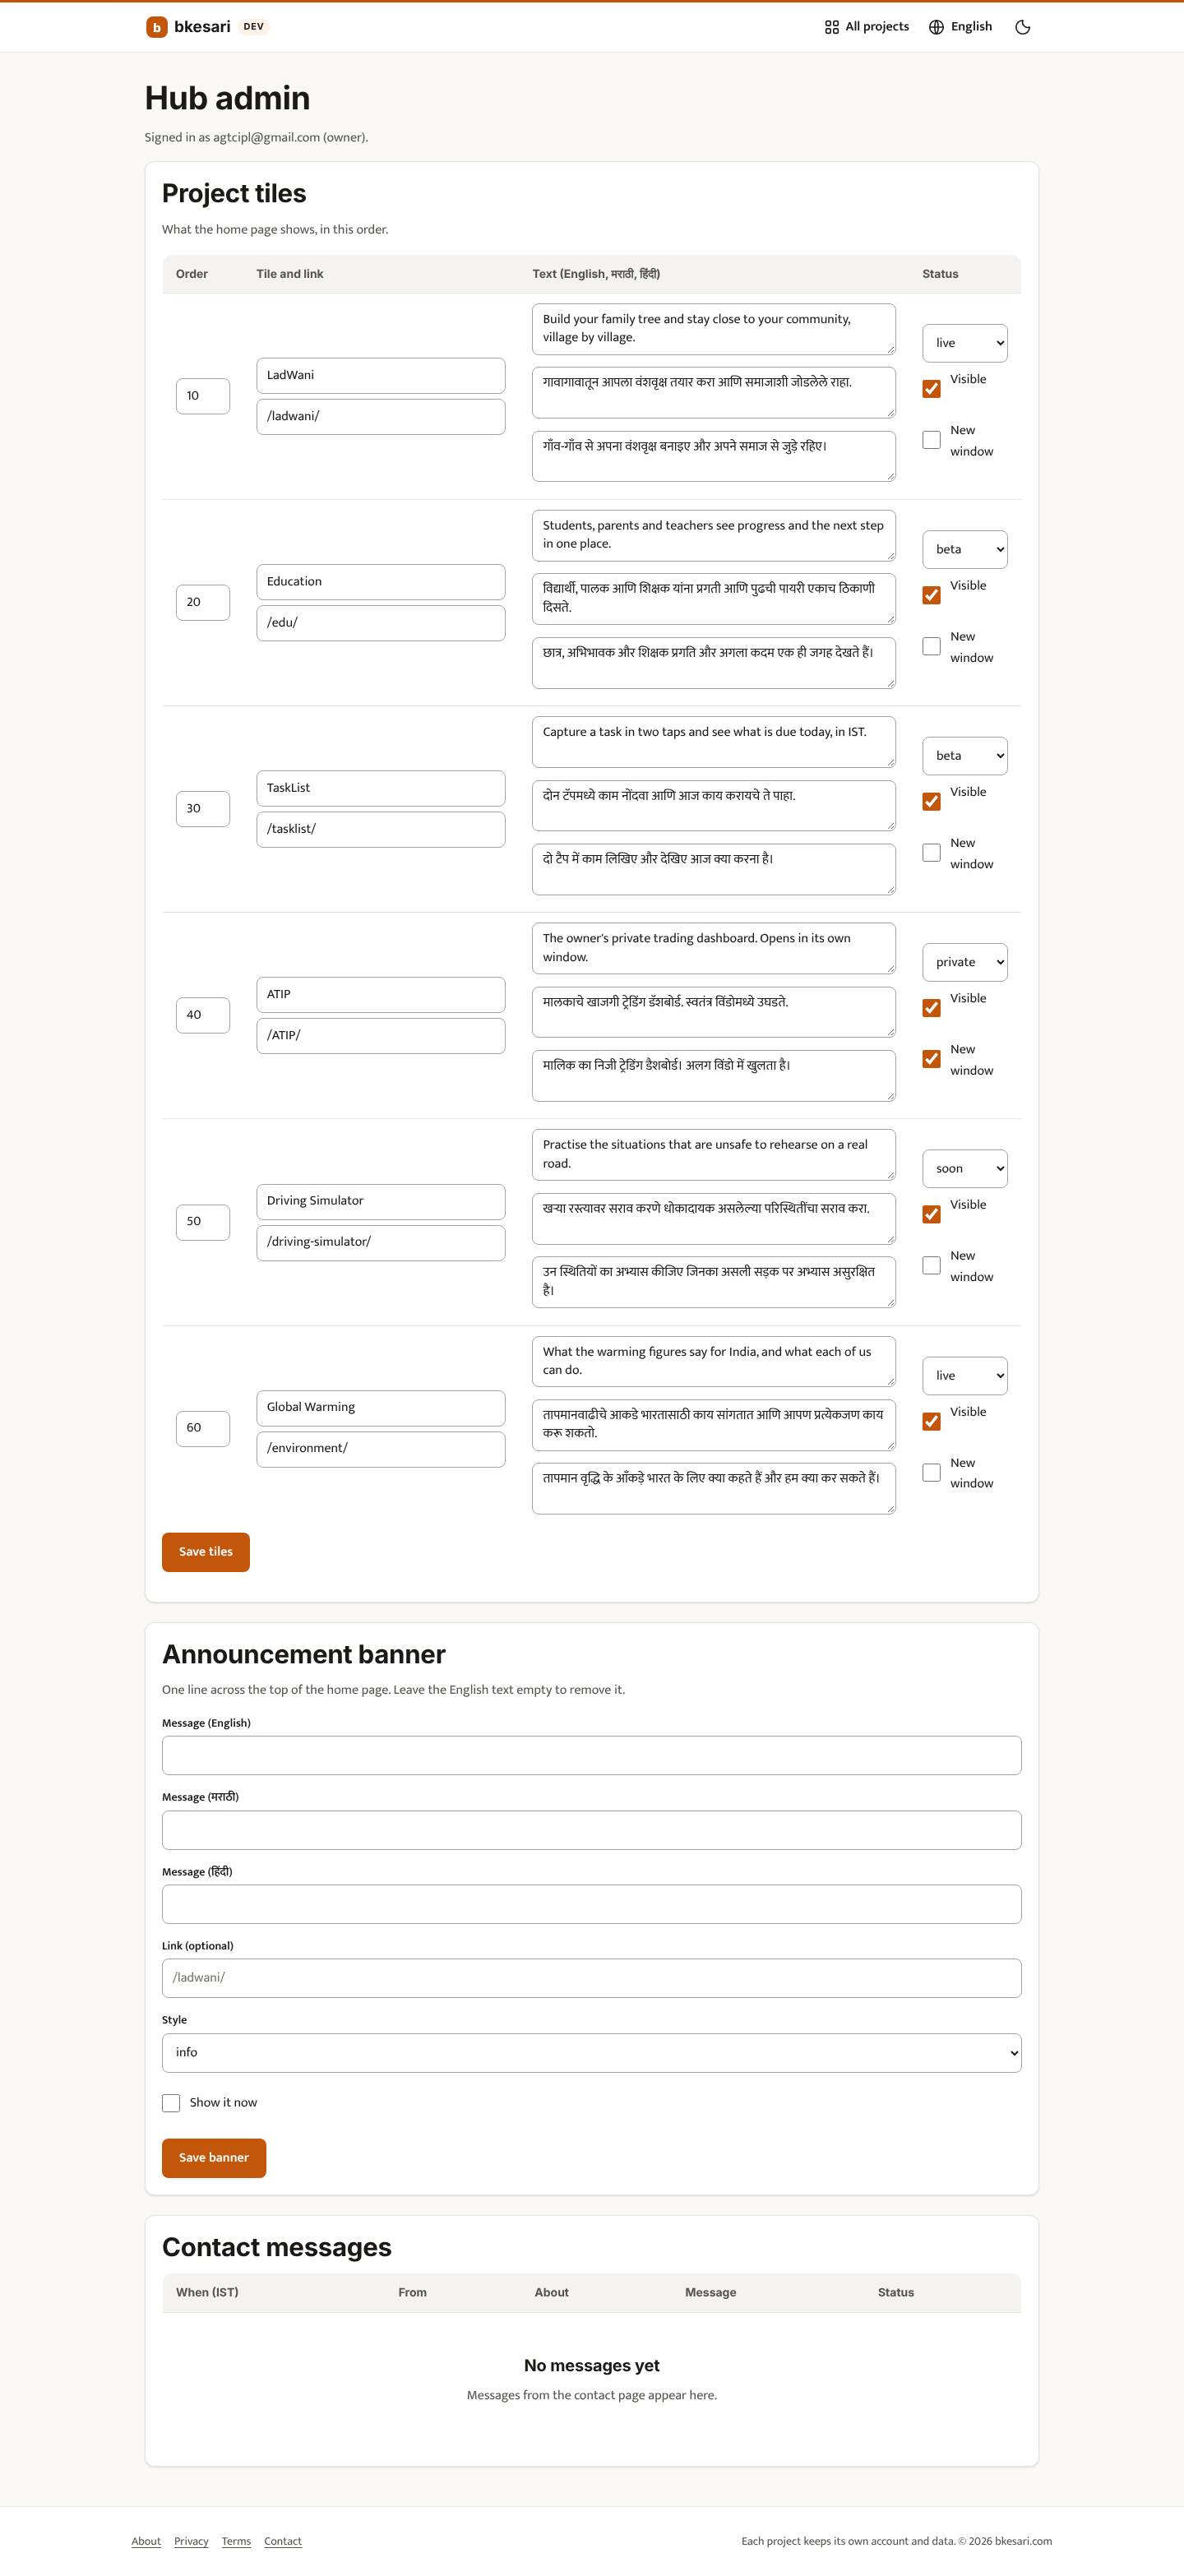 b bkesari DEV All projects English
Hub admin
Signed in as agtcipl@gmail.com (owner).
Project tiles
What the home page shows, in this order.
Order Tile and link Text (English, मराठी, हिंदी) Status
10
LadWani
/ladwani/
Build your family tree and stay close to your community,
village by village.
गावागावातून आपला वंशवृक्ष तयार करा आणि समाजाशी जोडलेले राहा.
गाँव-गाँव से अपना वंशवृक्ष बनाइए और अपने समाज से जुड़े रहिए।
live
Visible
New
window
20
Education
/edu/
Students, parents and teachers see progress and the next step
in one place.
विद्यार्थी, पालक आणि शिक्षक यांना प्रगती आणि पुढची पायरी एकाच ठिकाणी
दिसते.
छात्र, अभिभावक और शिक्षक प्रगति और अगला कदम एक ही जगह देखते हैं।
beta
Visible
New
window
30
TaskList
/tasklist/
Capture a task in two taps and see what is due today, in IST.
दोन टॅपमध्ये काम नोंदवा आणि आज काय करायचे ते पाहा.
दो टैप में काम लिखिए और देखिए आज क्या करना है।
beta
Visible
New
window
40
ATIP
/ATIP/
The owner's private trading dashboard. Opens in its own
window.
मालकाचे खाजगी ट्रेडिंग डॅशबोर्ड. स्वतंत्र विंडोमध्ये उघडते.
मालिक का निजी ट्रेडिंग डैशबोर्ड। अलग विंडो में खुलता है।
private
Visible
New
window
50
Driving Simulator
/driving-simulator/
Practise the situations that are unsafe to rehearse on a real
road.
खऱ्या रस्त्यावर सराव करणे धोकादायक असलेल्या परिस्थितींचा सराव करा.
उन स्थितियों का अभ्यास कीजिए जिनका असली सड़क पर अभ्यास असुरक्षित
है।
soon
Visible
New
window
60
Global Warming
/environment/
What the warming figures say for India, and what each of us
can do.
तापमानवाढीचे आकडे भारतासाठी काय सांगतात आणि आपण प्रत्येकजण काय
करू शकतो.
तापमान वृद्धि के आँकड़े भारत के लिए क्या कहते हैं और हम क्या कर सकते हैं।
live
Visible
New
window
Save tiles
Announcement banner
One line across the top of the home page. Leave the English text empty to remove it.
Message (English)
Message (मराठी)
Message (हिंदी)
Link (optional)
/ladwani/
Style
info
Show it now
Save banner
Contact messages
When (IST) From About Message Status
No messages yet
Messages from the contact page appear here.
About Privacy Terms Contact Each project keeps its own account and data. © 2026 bkesari.com